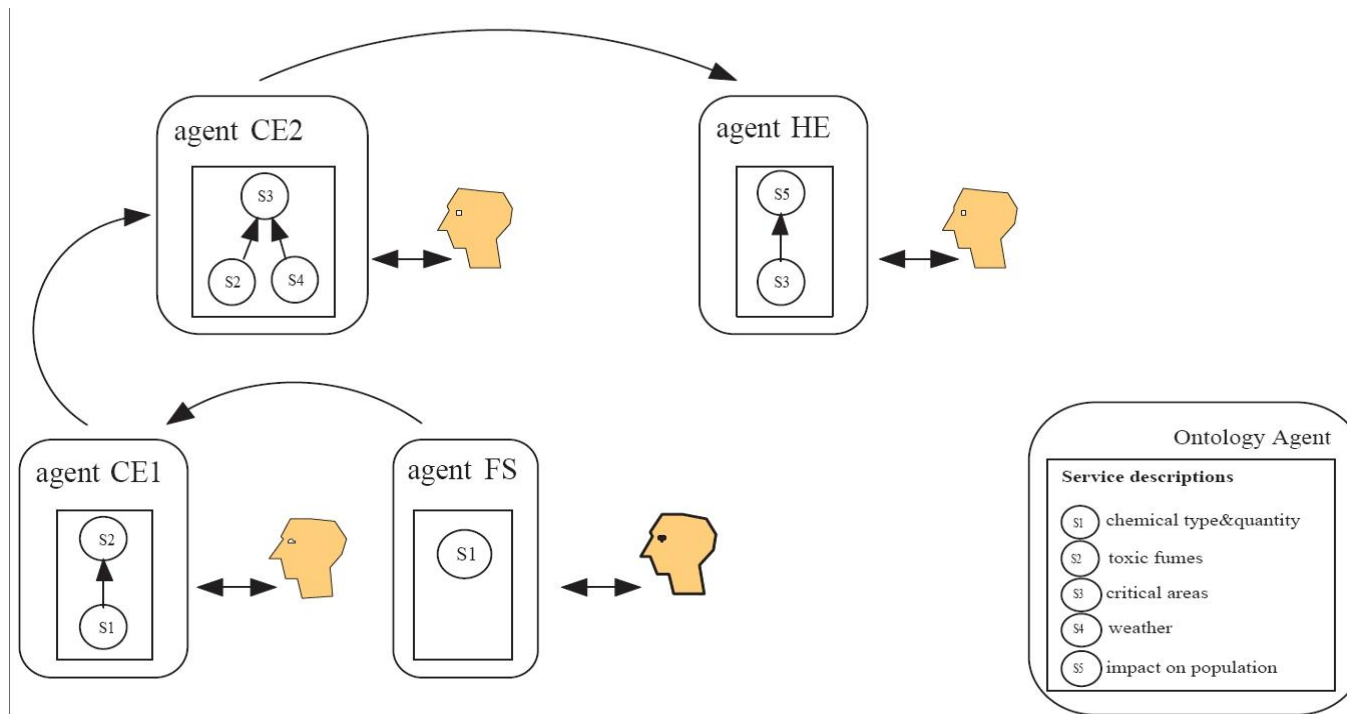 agent CE2
S3
S2
S4
agent HE
S5
S3
agent CE1
S2
S1
agent FS
S1
Ontology Agent
Service descriptions
S1 chemical type&quantity
S2 toxic fumes
S3 critical areas
S4 weather
S5 impact on population